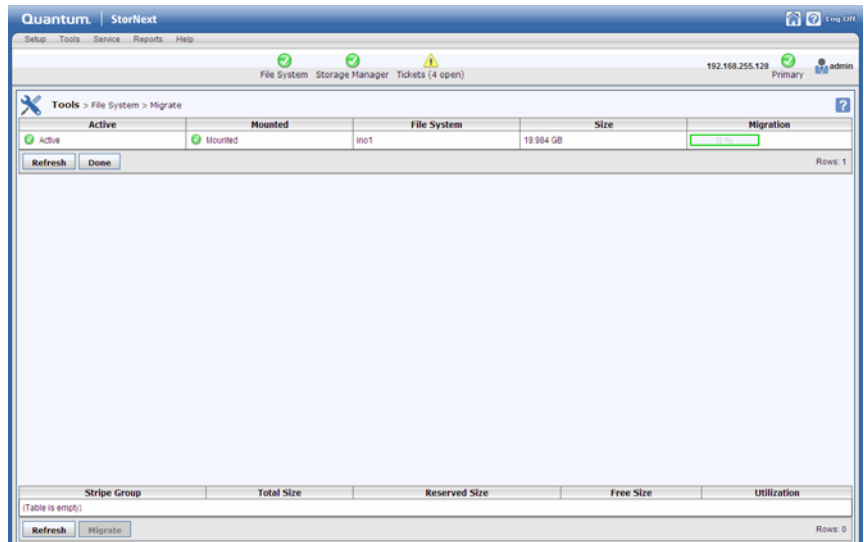 Quantum. | StorNext
Log Off
Setup Tools Service Reports Help
File System Storage Manager Tickets (4 open)
192.168.255.128 Primary admin
Tools > File System > Migrate
Active Mounted File System Size Migration
Active Mounted ino1 19.984 GB 0 %
Refresh Done Rows: 1
Stripe Group Total Size Reserved Size Free Size Utilization
(Table is empty)
Refresh Migrate Rows: 0